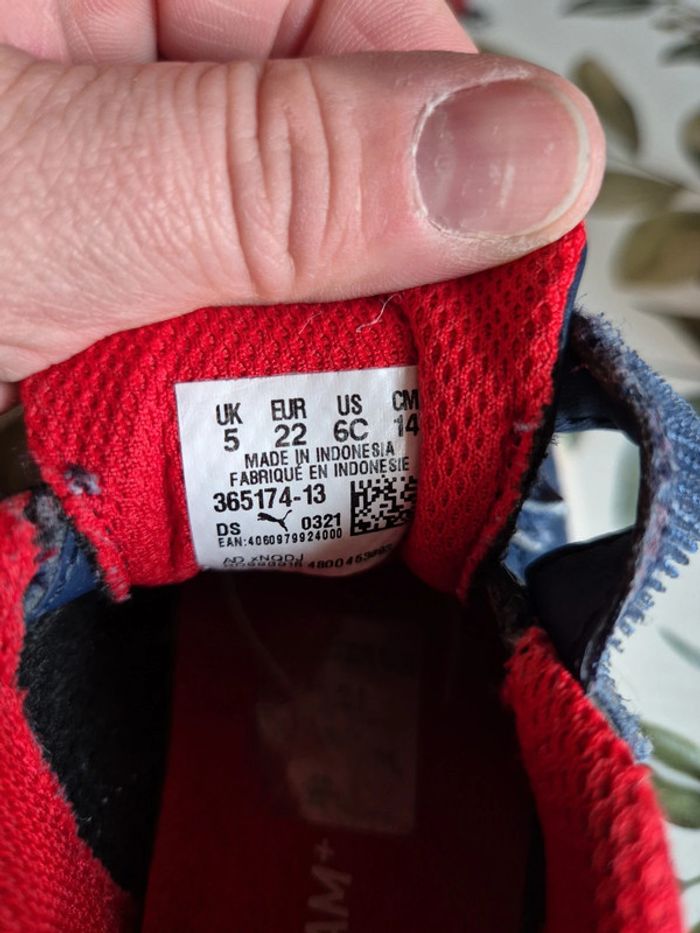 UK EUR US CM
5 22 6C 14
MADE IN INDONESIA
FABRIQUÉ EN INDONESIE
365174-13
DS 0321
EAN:4060979924000
AM+